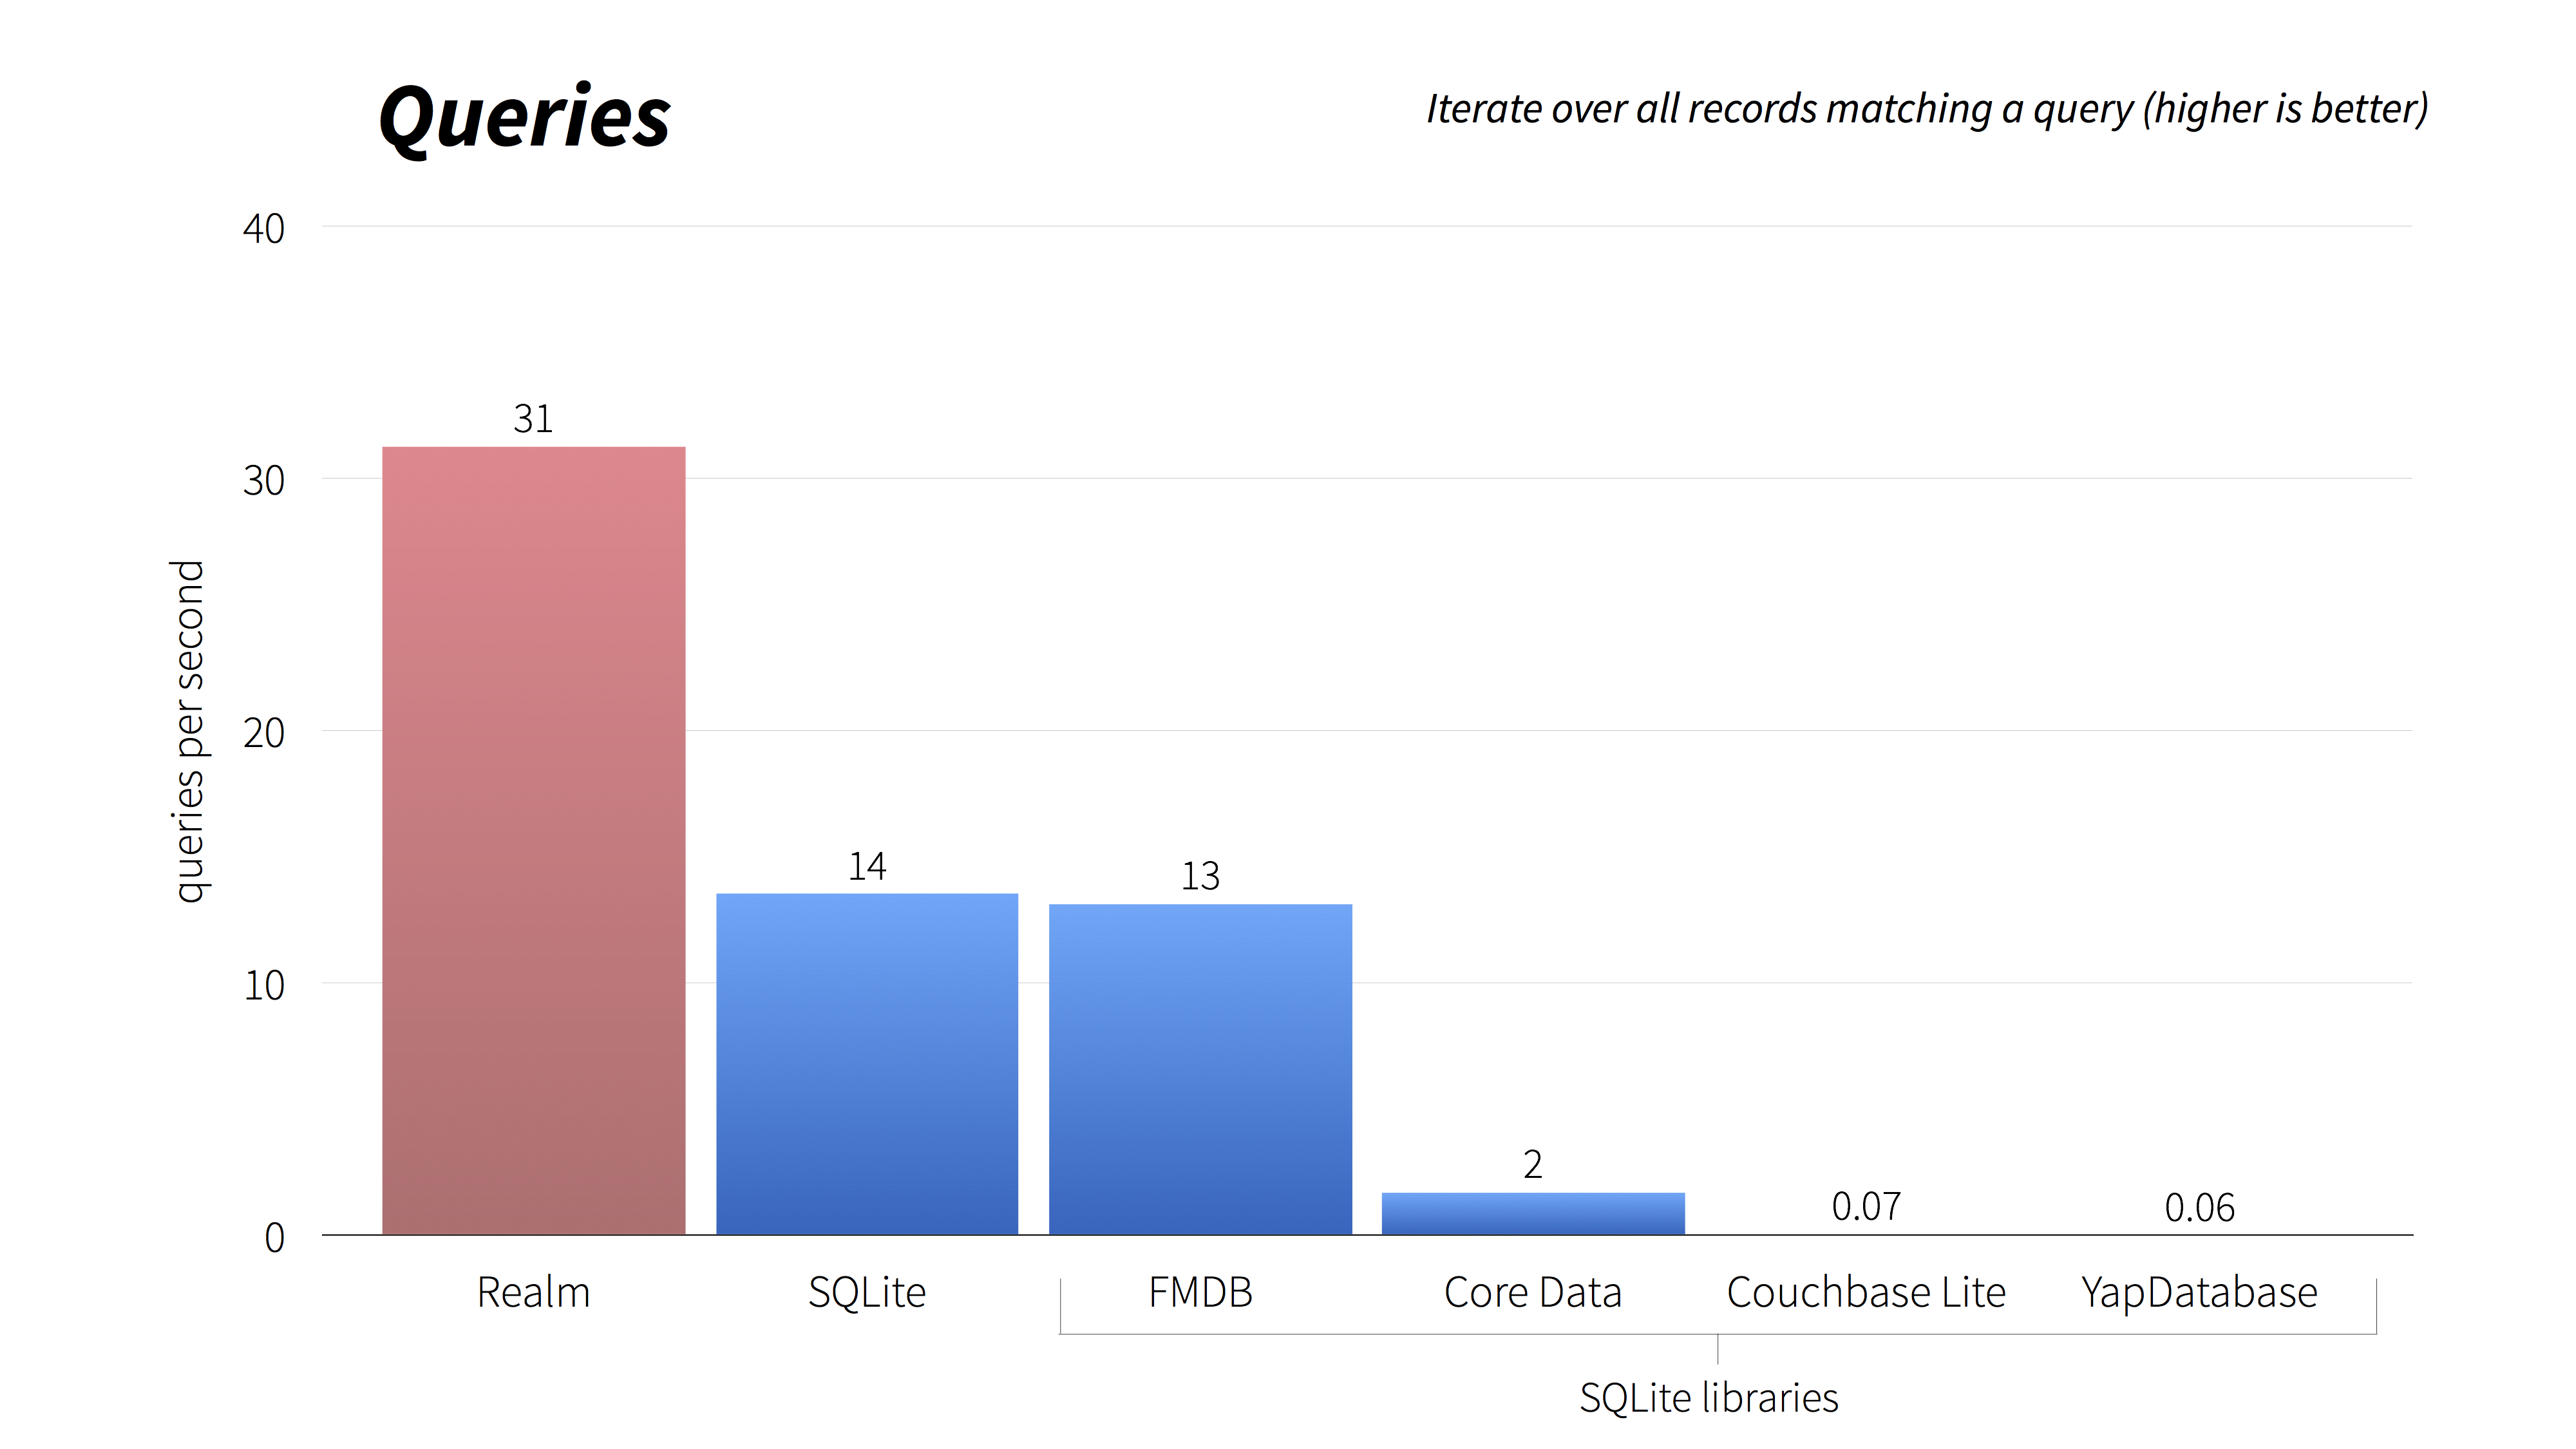 Queries
Iterate over all records matching a query (higher is better)
40
31
30
queries per second
20
14
13
10
2
0.07
0.06
0
Realm
SQLite
FMDB
Core Data
Couchbase Lite
YapDatabase
SQLite libraries